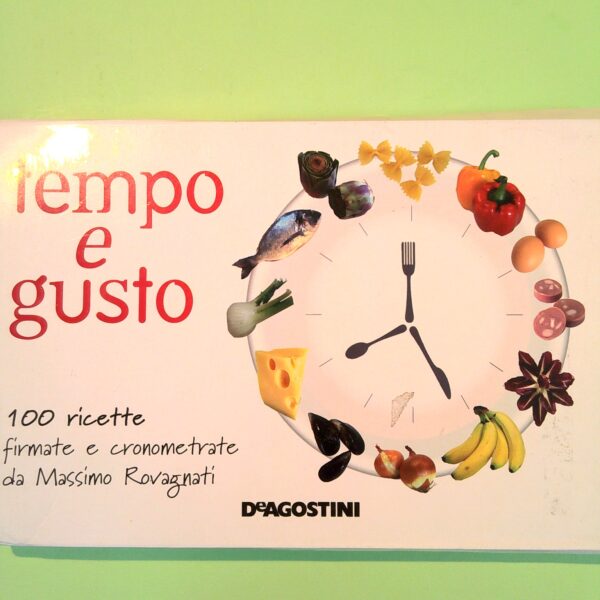 tempo
e
gusto
100 ricette
firmate e cronometrate
da Massimo Rovagnati
DeAGOSTINI